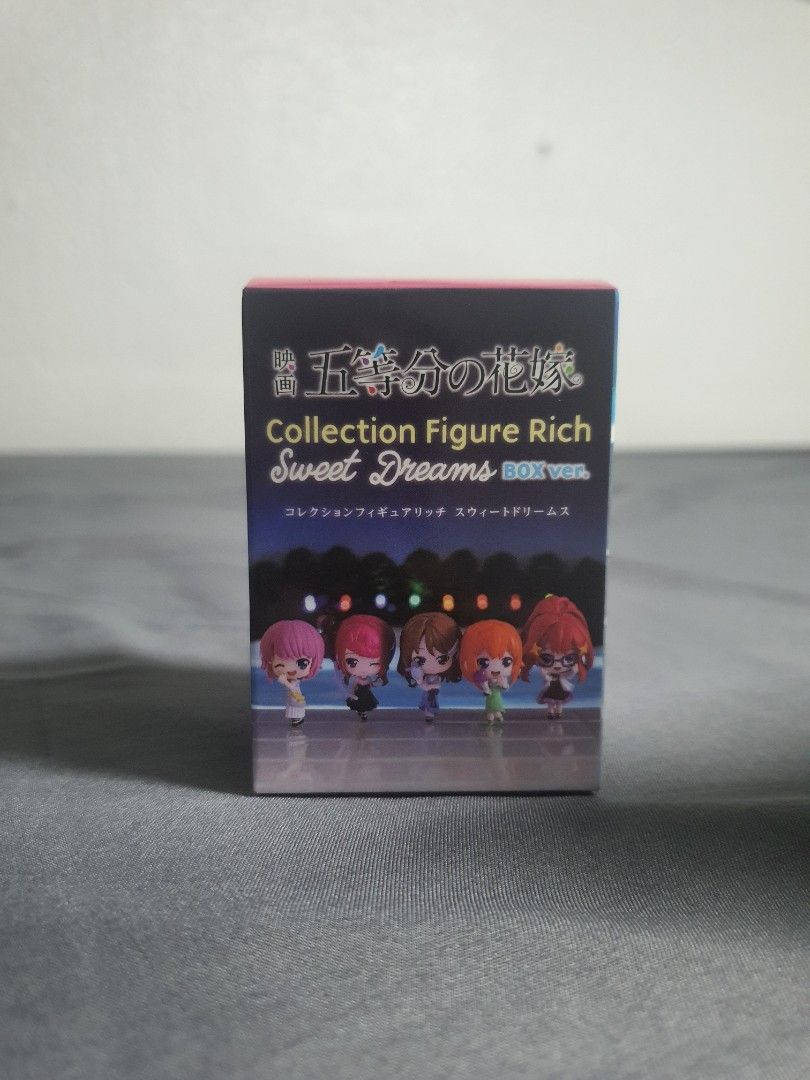 映画 五等分の花嫁
Collection Figure Rich
Sweet Dreams BOX ver.
コレクションフィギュアリッチ スウィートドリームス